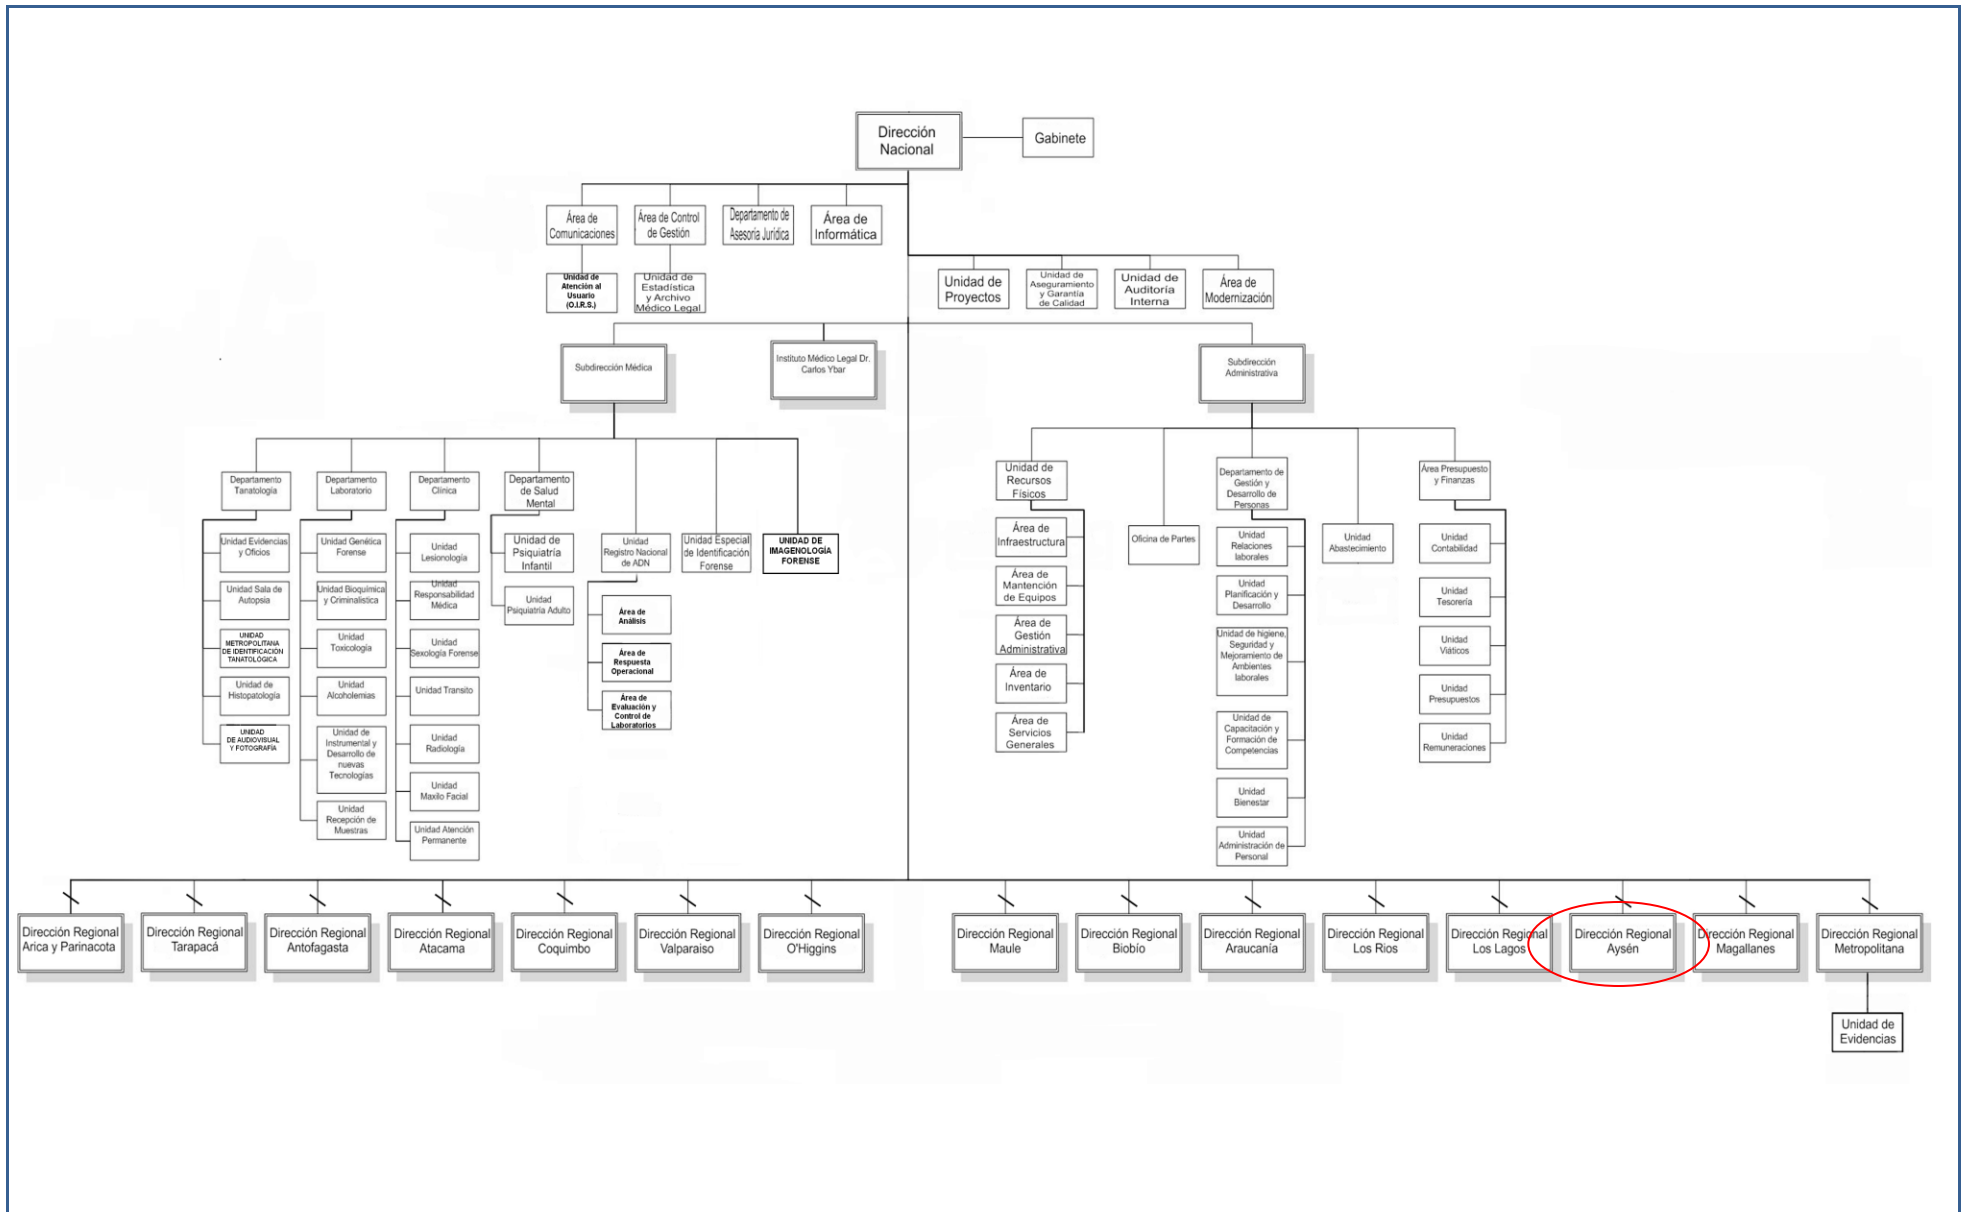 Dirección
Nacional
Gabinete
Área de
Comunicaciones
Área de Control
de Gestión
Departamento de
Asesoría Jurídica
Área de
Informática
Unidad de
Atención al
Usuario
(O.I.R.S.)
Unidad de
Estadística
y Archivo
Médico Legal
Unidad de
Proyectos
Unidad de
Aseguramiento
y Garantía
de Calidad
Unidad de
Auditoría
Interna
Área de
Modernización
Subdirección Médica
Instituto Médico Legal Dr.
Carlos Ybar
Subdirección
Administrativa
Departamento
Tanatología
Departamento
Laboratorio
Departamento
Clínica
Departamento
de Salud
Mental
Unidad Evidencias
y Oficios
Unidad Sala de
Autopsia
UNIDAD
METROPOLITANA
DE IDENTIFICACIÓN
TANATOLÓGICA
Unidad de
Histopatología
UNIDAD
DE AUDIOVISUAL
Y FOTOGRAFÍA
Unidad Genética
Forense
Unidad Bioquímica
y Criminalistica
Unidad
Toxicología
Unidad
Alcoholemias
Unidad de
Instrumental y
Desarrollo de
nuevas
Tecnologías
Unidad
Recepción de
Muestras
Unidad
Lesionología
Unidad
Responsabilidad
Médica
Unidad
Sexología Forense
Unidad Transito
Unidad
Radiología
Unidad
Maxilo Facial
Unidad Atención
Permanente
Unidad de
Psiquiatría
Infantil
Unidad
Psiquiatría Adulto
Unidad
Registro Nacional
de ADN
Área de
Análisis
Área de
Respuesta
Operacional
Área de
Evaluación y
Control de
Laboratorios
Unidad Especial
de Identificación
Forense
UNIDAD DE
IMAGENOLOGÍA
FORENSE
Unidad de
Recursos
Físicos
Área de
Infraestructura
Área de
Mantención
de Equipos
Área de
Gestión
Administrativa
Área de
Inventario
Área de
Servicios
Generales
Oficina de Partes
Departamento de
Gestión y
Desarrollo de
Personas
Unidad
Relaciones
laborales
Unidad
Planificación y
Desarrollo
Unidad de higiene,
Seguridad y
Mejoramiento de
Ambientes
laborales
Unidad de
Capacitación y
Formación de
Competencias
Unidad
Bienestar
Unidad
Administración de
Personal
Unidad
Abastecimiento
Área Presupuesto
y Finanzas
Unidad
Contabilidad
Unidad
Tesorería
Unidad
Viáticos
Unidad
Presupuestos
Unidad
Remuneraciones
Dirección Regional
Arica y Parinacota
Dirección Regional
Tarapacá
Dirección Regional
Antofagasta
Dirección Regional
Atacama
Dirección Regional
Coquimbo
Dirección Regional
Valparaiso
Dirección Regional
O'Higgins
Dirección Regional
Maule
Dirección Regional
Biobío
Dirección Regional
Araucanía
Dirección Regional
Los Rios
Dirección Regional
Los Lagos
Dirección Regional
Aysén
Dirección Regional
Magallanes
Dirección Regional
Metropolitana
Unidad de
Evidencias